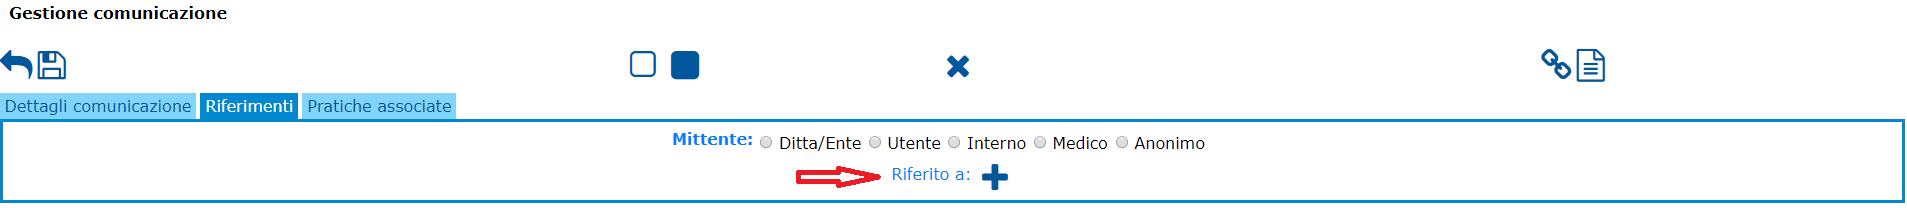 Gestione comunicazione
Dettagli comunicazione Riferimenti Pratiche associate
Mittente: Ditta/Ente Utente Interno Medico Anonimo
Riferito a: